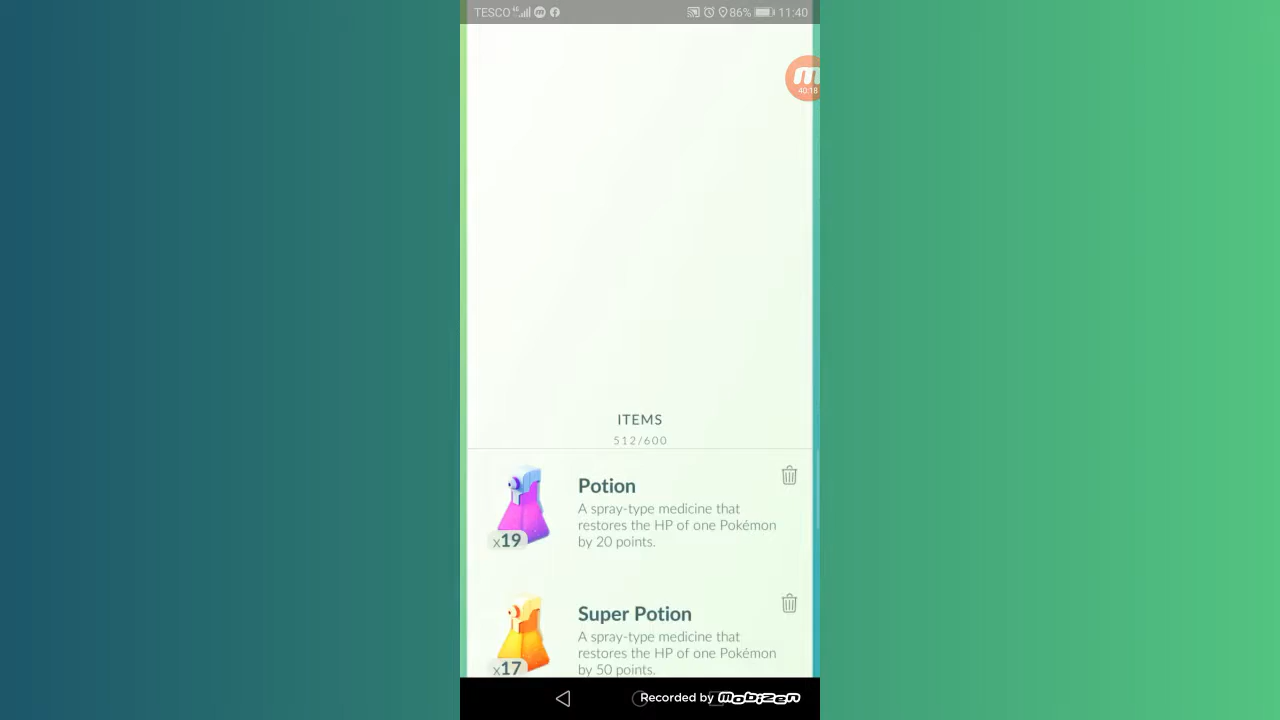 TESCO 86% 11:40
40:18
ITEMS
512/600
Potion
A spray-type medicine that
restores the HP of one Pokémon
by 20 points.
x19
Super Potion
A spray-type medicine that
restores the HP of one Pokémon
by 50 points.
x17
Recorded by mobizen